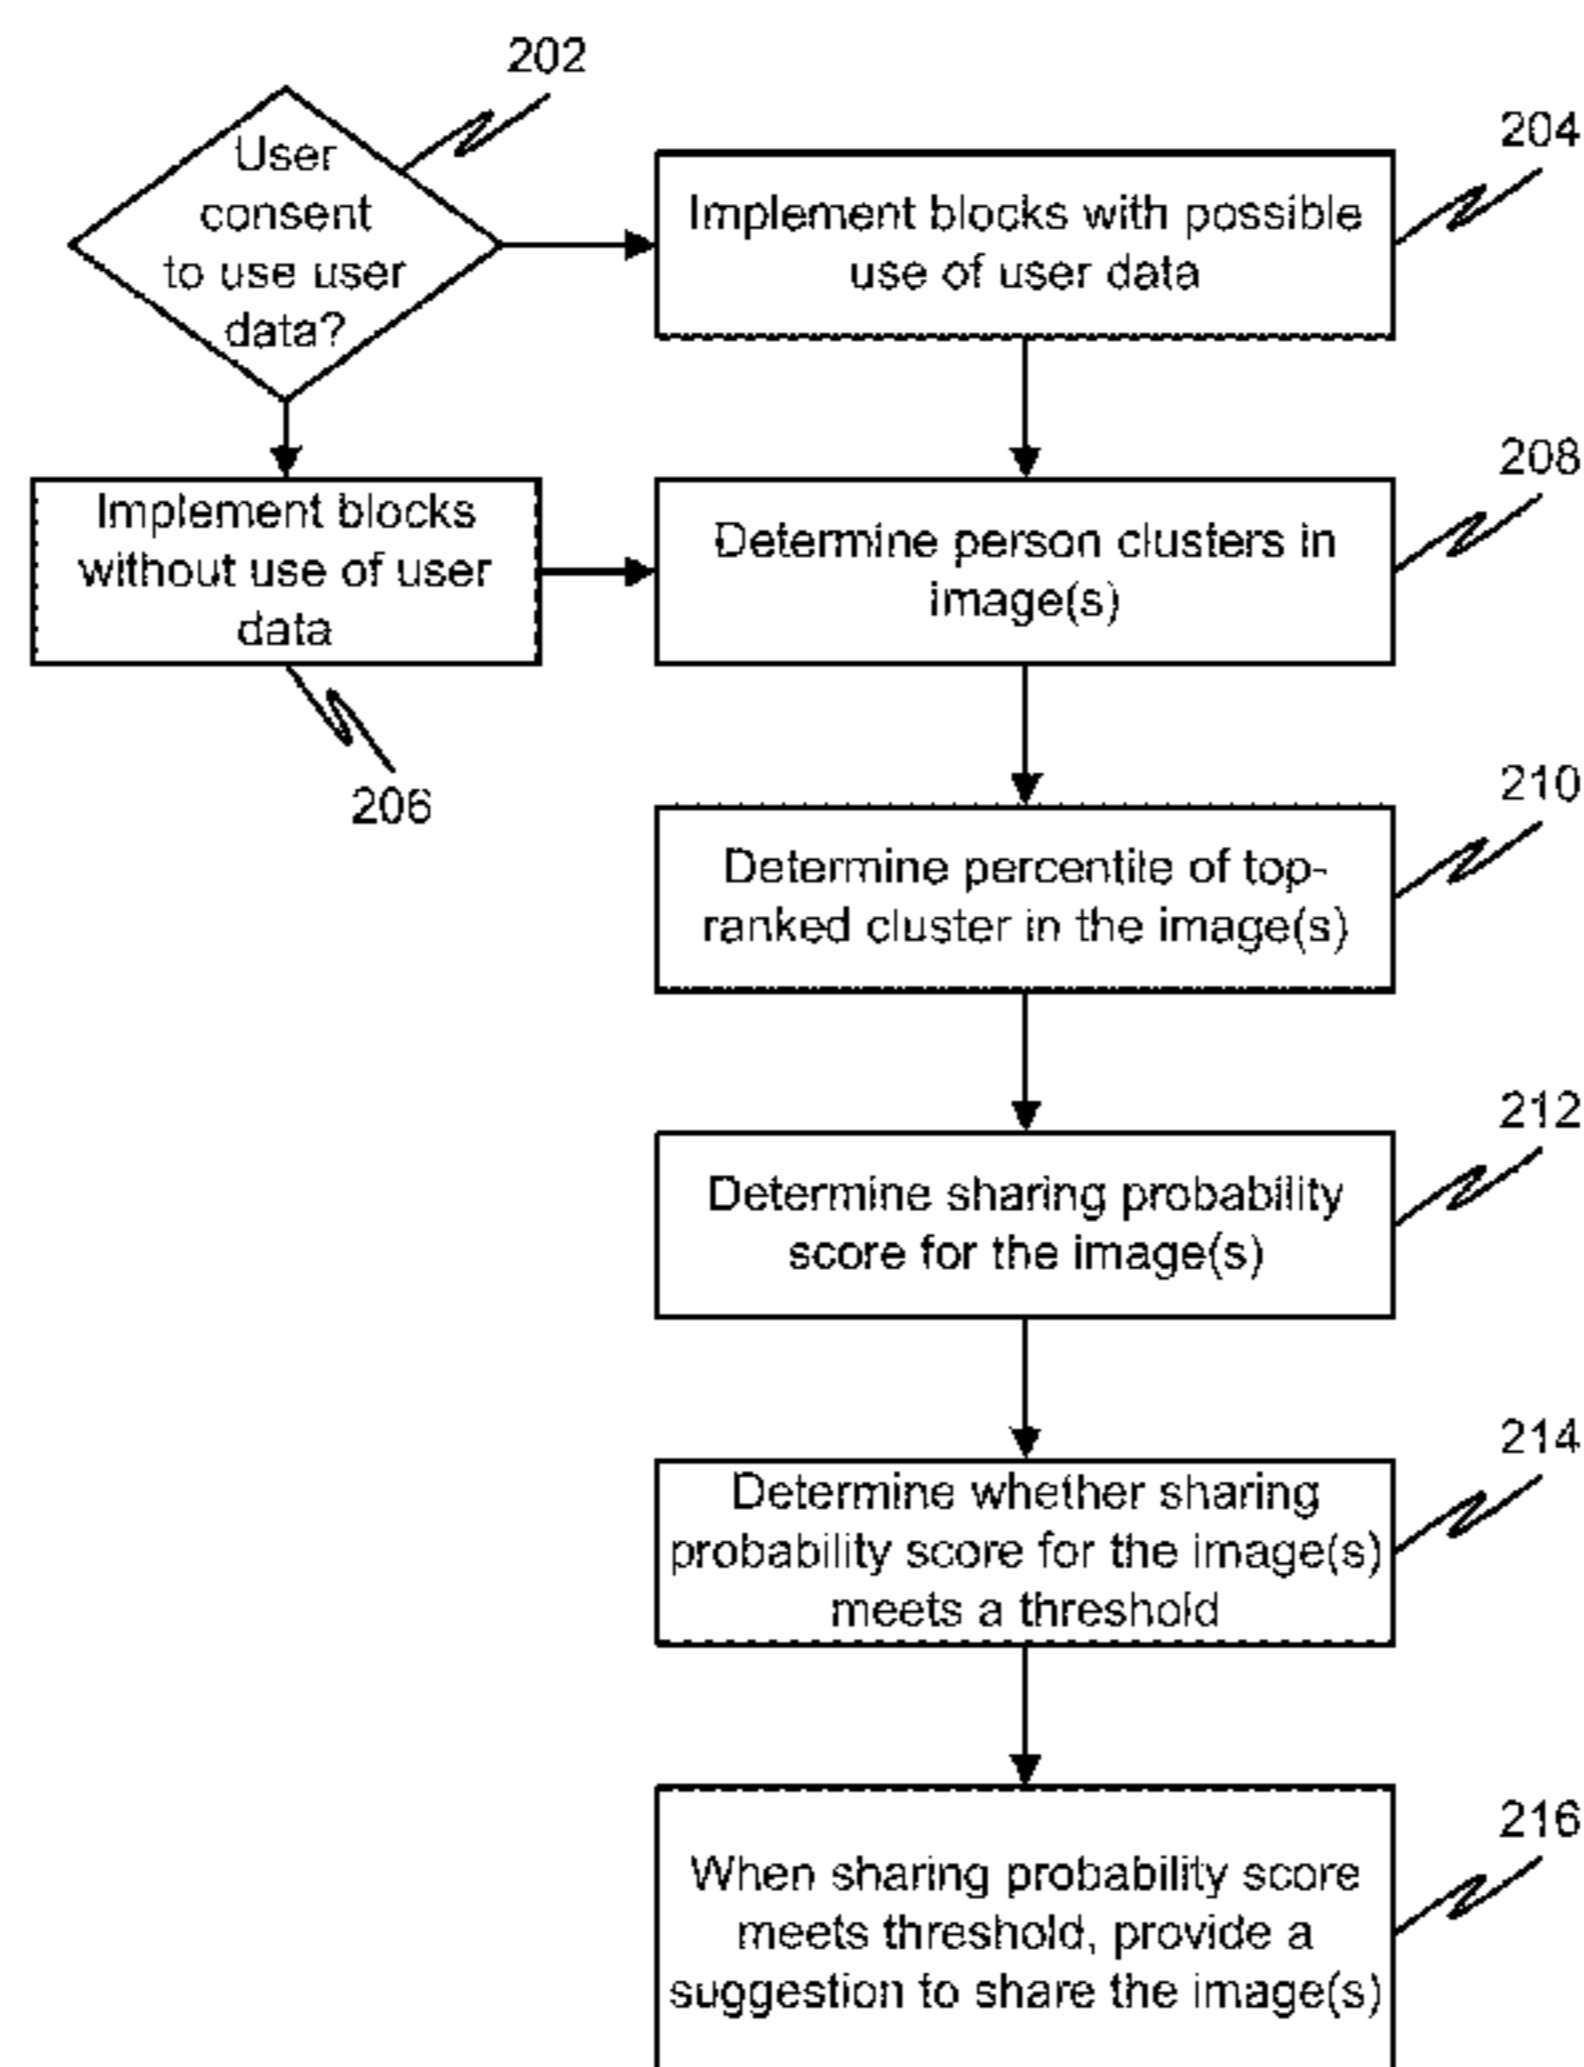 202
User
consent
to use user
data?
204
Implement blocks with possible
use of user data
Implement blocks
without use of user
data
206
208
Determine person clusters in
image(s)
210
Determine percentile of top-
ranked cluster in the image(s)
212
Determine sharing probability
score for the image(s)
214
Determine whether sharing
probability score for the image(s)
meets a threshold
216
When sharing probability score
meets threshold, provide a
suggestion to share the image(s)